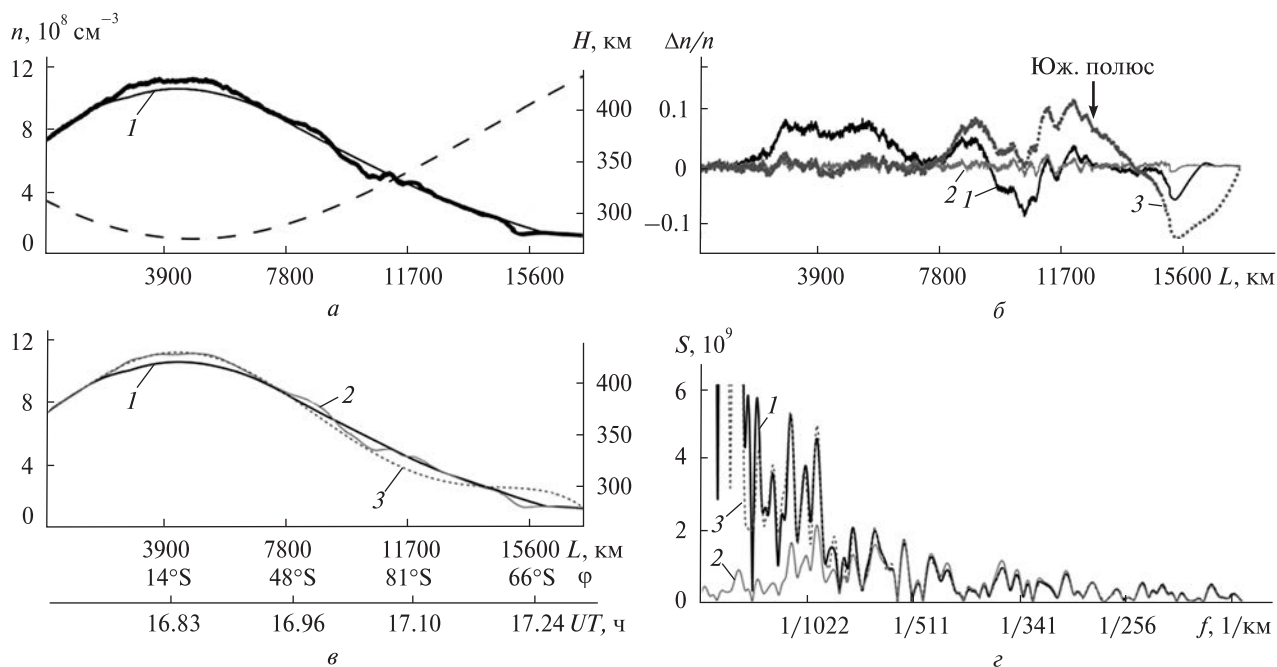 n, 10⁸ см⁻³
H, км
12
8
4
0
400
350
300
1
3900 7800 11700 15600
а
Δn/n
Юж. полюс
0.1
0
−0.1
2 1
3
3900 7800 11700 15600 L, км
б
12
8
4
0
400
350
300
1
2
3
3900 7800 11700 15600 L, км
14°S 48°S 81°S 66°S φ
16.83 16.96 17.10 17.24 UT, ч
в
S, 10⁹
6
4
2
0
1
3
2
1/1022 1/511 1/341 1/256 f, 1/км
г